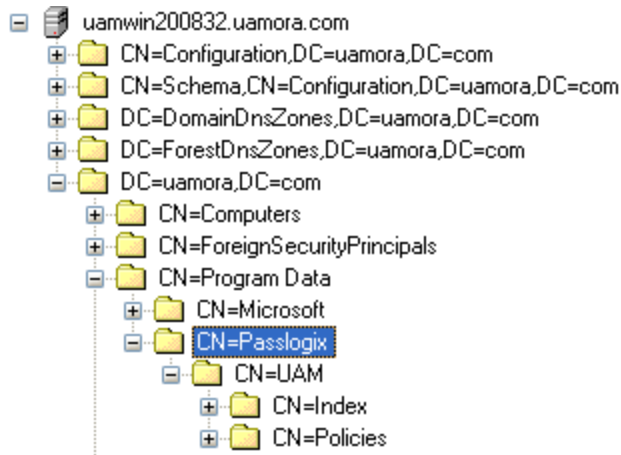 uamwin200832.uamora.com
CN=Configuration,DC=uamora,DC=com
CN=Schema,CN=Configuration,DC=uamora,DC=com
DC=DomainDnsZones,DC=uamora,DC=com
DC=ForestDnsZones,DC=uamora,DC=com
DC=uamora,DC=com
CN=Computers
CN=ForeignSecurityPrincipals
CN=Program Data
CN=Microsoft
CN=Passlogix
CN=UAM
CN=Index
CN=Policies